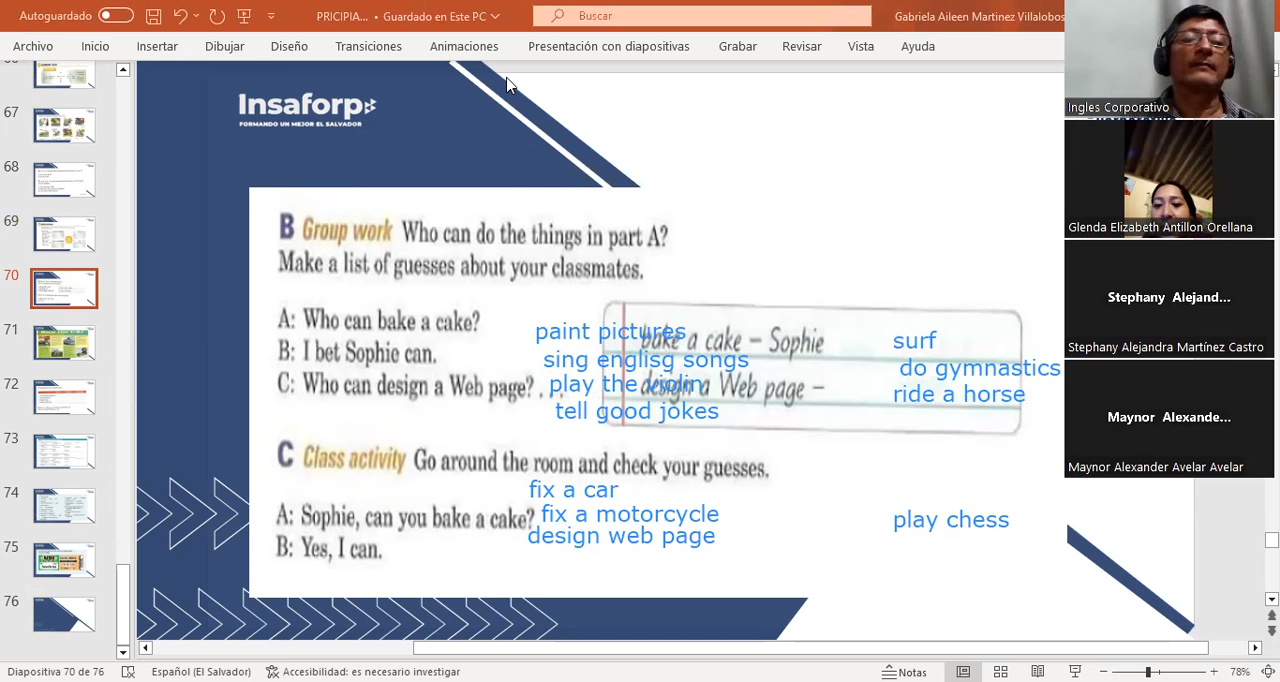 Autoguardado
PRICIPIA... • Guardado en Este PC
Buscar
Gabriela Aileen Martinez Villalobos
Archivo Inicio Insertar Dibujar Diseño Transiciones Animaciones Presentación con diapositivas Grabar Revisar Vista Ayuda
Ingles Corporativo
Glenda Elizabeth Antillon Orellana
Stephany Alejand...
Stephany Alejandra Martínez Castro
Maynor Alexande...
Maynor Alexander Avelar Avelar
67
68
69
70
71
72
73
74
75
76
Insaforp
FORMANDO UN MEJOR EL SALVADOR
B Group work Who can do the things in part A?
Make a list of guesses about your classmates.
A: Who can bake a cake?
B: I bet Sophie can.
C: Who can design a Web page? . . .
bake a cake – Sophie
design a Web page –
paint pictures
sing englisg songs
play the violin
tell good jokes
surf
do gymnastics
ride a horse
C Class activity Go around the room and check your guesses.
A: Sophie, can you bake a cake?
B: Yes, I can.
fix a car
fix a motorcycle
design web page
play chess
Diapositiva 70 de 76
Español (El Salvador)
Accesibilidad: es necesario investigar
Notas
78%